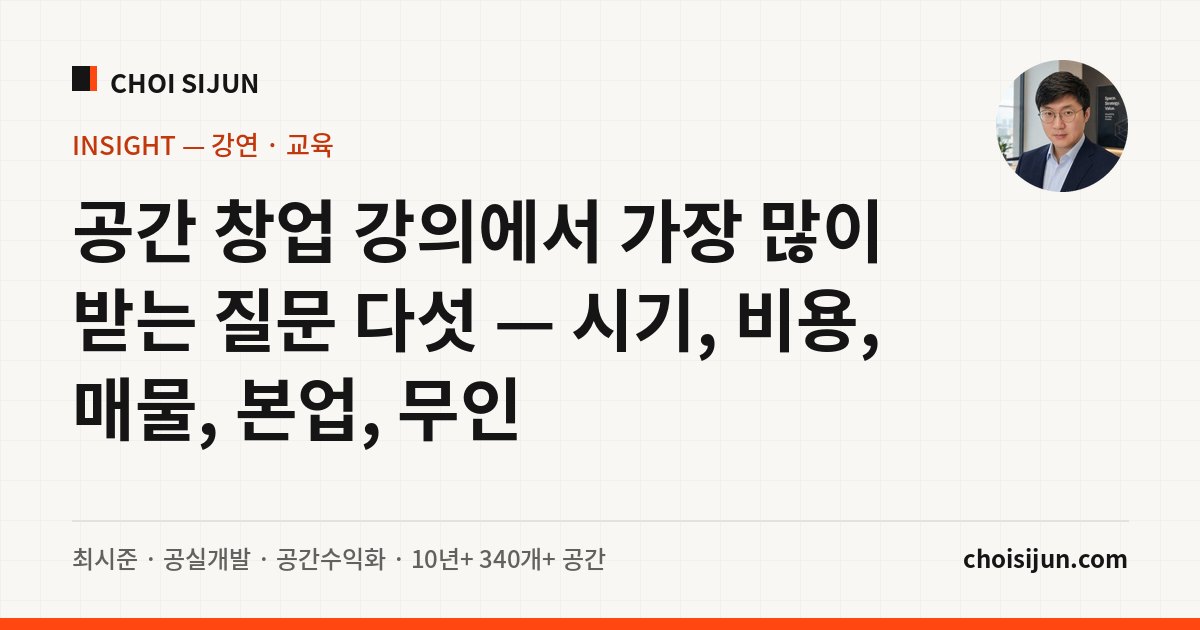 CHOI SIJUN
INSIGHT — 강연 · 교육
공간 창업 강의에서 가장 많이
받는 질문 다섯 — 시기, 비용,
매물, 본업, 무인
최시준 · 공실개발 · 공간수익화 · 10년+ 340개+ 공간
choisijun.com